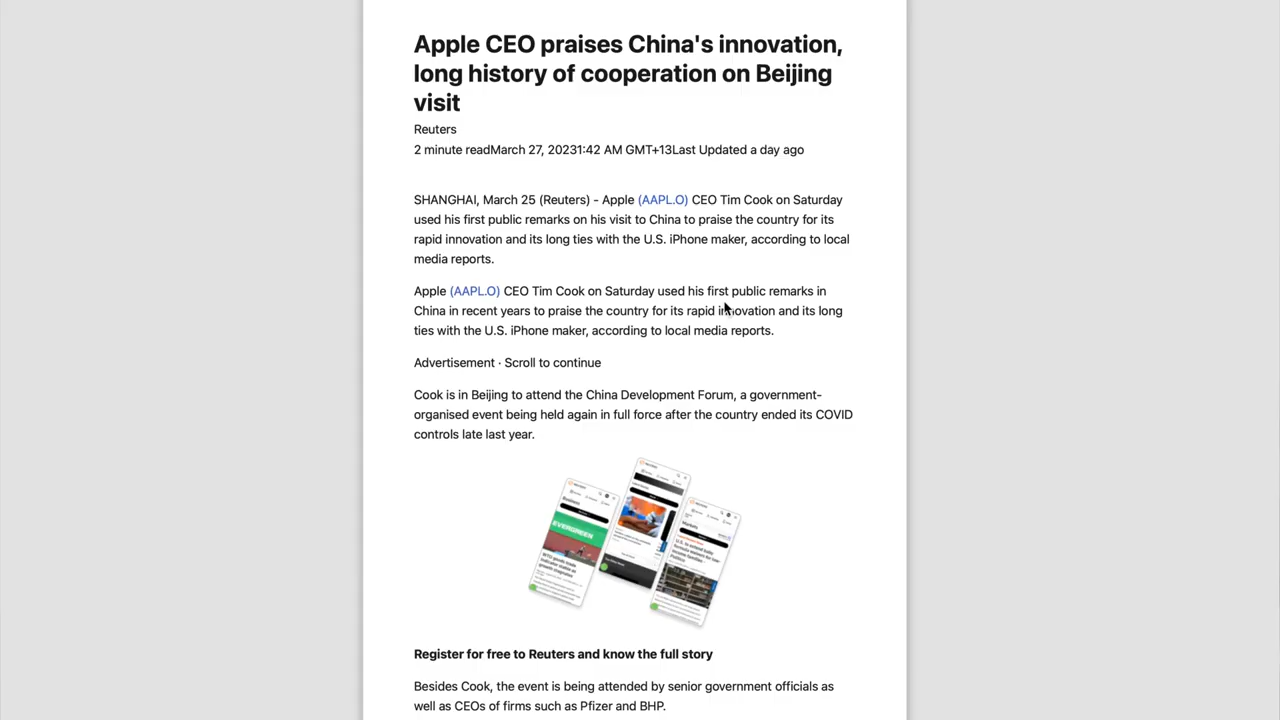 Apple CEO praises China's innovation,
long history of cooperation on Beijing
visit
Reuters
2 minute readMarch 27, 20231:42 AM GMT+13Last Updated a day ago
SHANGHAI, March 25 (Reuters) - Apple (AAPL.O) CEO Tim Cook on Saturday
used his first public remarks on his visit to China to praise the country for its
rapid innovation and its long ties with the U.S. iPhone maker, according to local
media reports.
Apple (AAPL.O) CEO Tim Cook on Saturday used his first public remarks in
China in recent years to praise the country for its rapid innovation and its long
ties with the U.S. iPhone maker, according to local media reports.
Advertisement · Scroll to continue
Cook is in Beijing to attend the China Development Forum, a government-
organised event being held again in full force after the country ended its COVID
controls late last year.
EVERGREEN
Register for free to Reuters and know the full story
Besides Cook, the event is being attended by senior government officials as
well as CEOs of firms such as Pfizer and BHP.